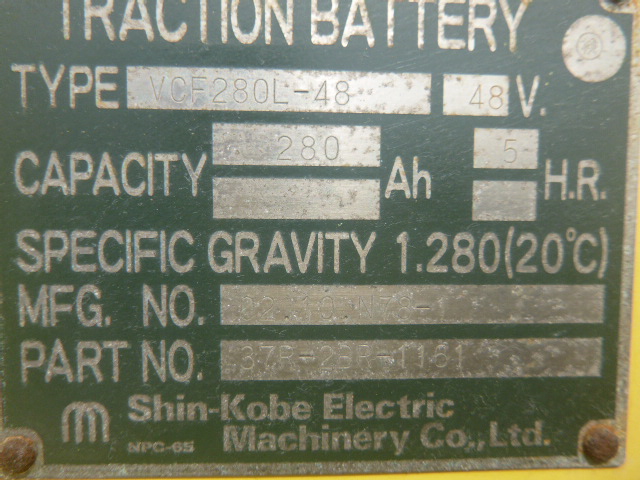 TRACTION BATTERY
TYPE VCF280L-48 48 V.
280 5
CAPACITY Ah H.R.
SPECIFIC GRAVITY 1.280(20°C)
MFG. NO.
PART NO.
Shin-Kobe Electric
NPC-65 Machinery Co., Ltd.